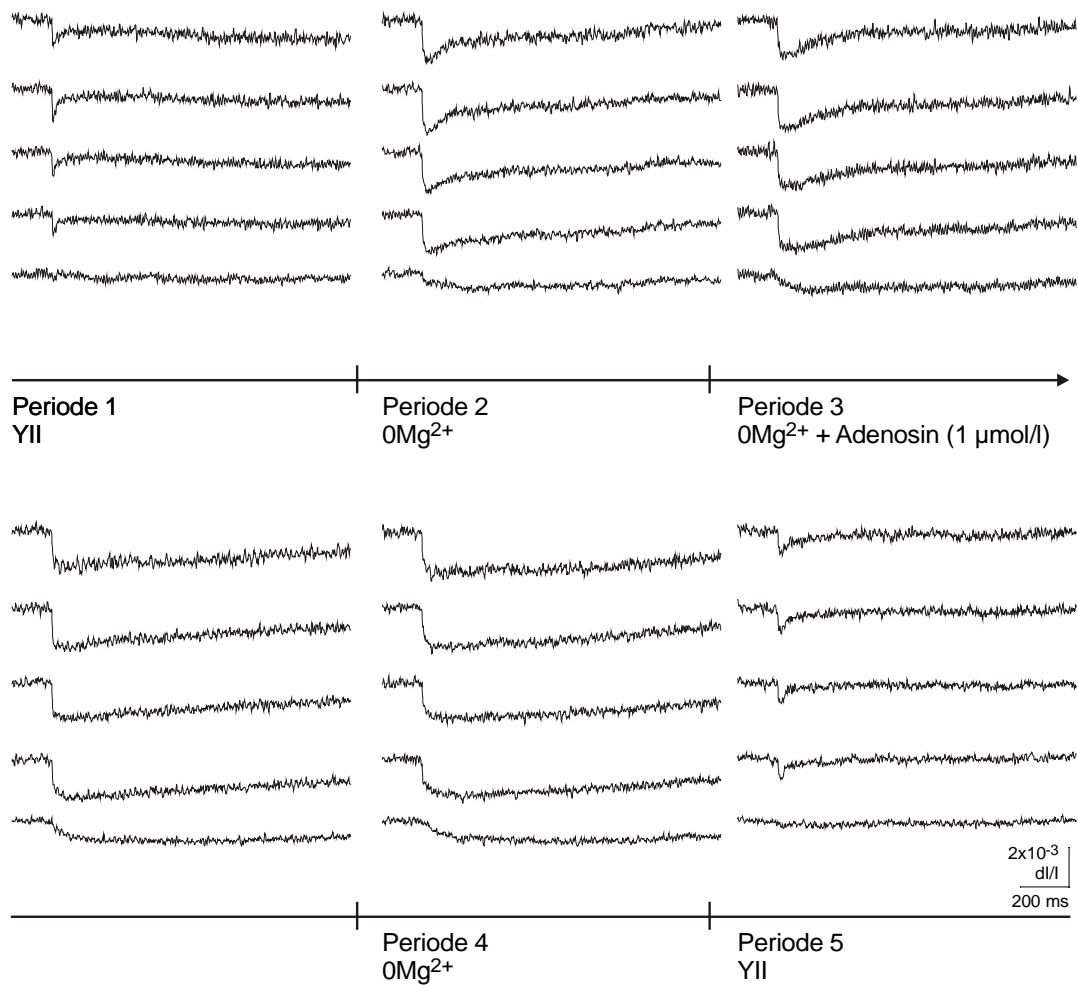 Periode 1
YII
Periode 2
0Mg²⁺
Periode 3
0Mg²⁺ + Adenosin (1 µmol/l)
2x10⁻³
dI/I
200 ms
Periode 4
0Mg²⁺
Periode 5
YII